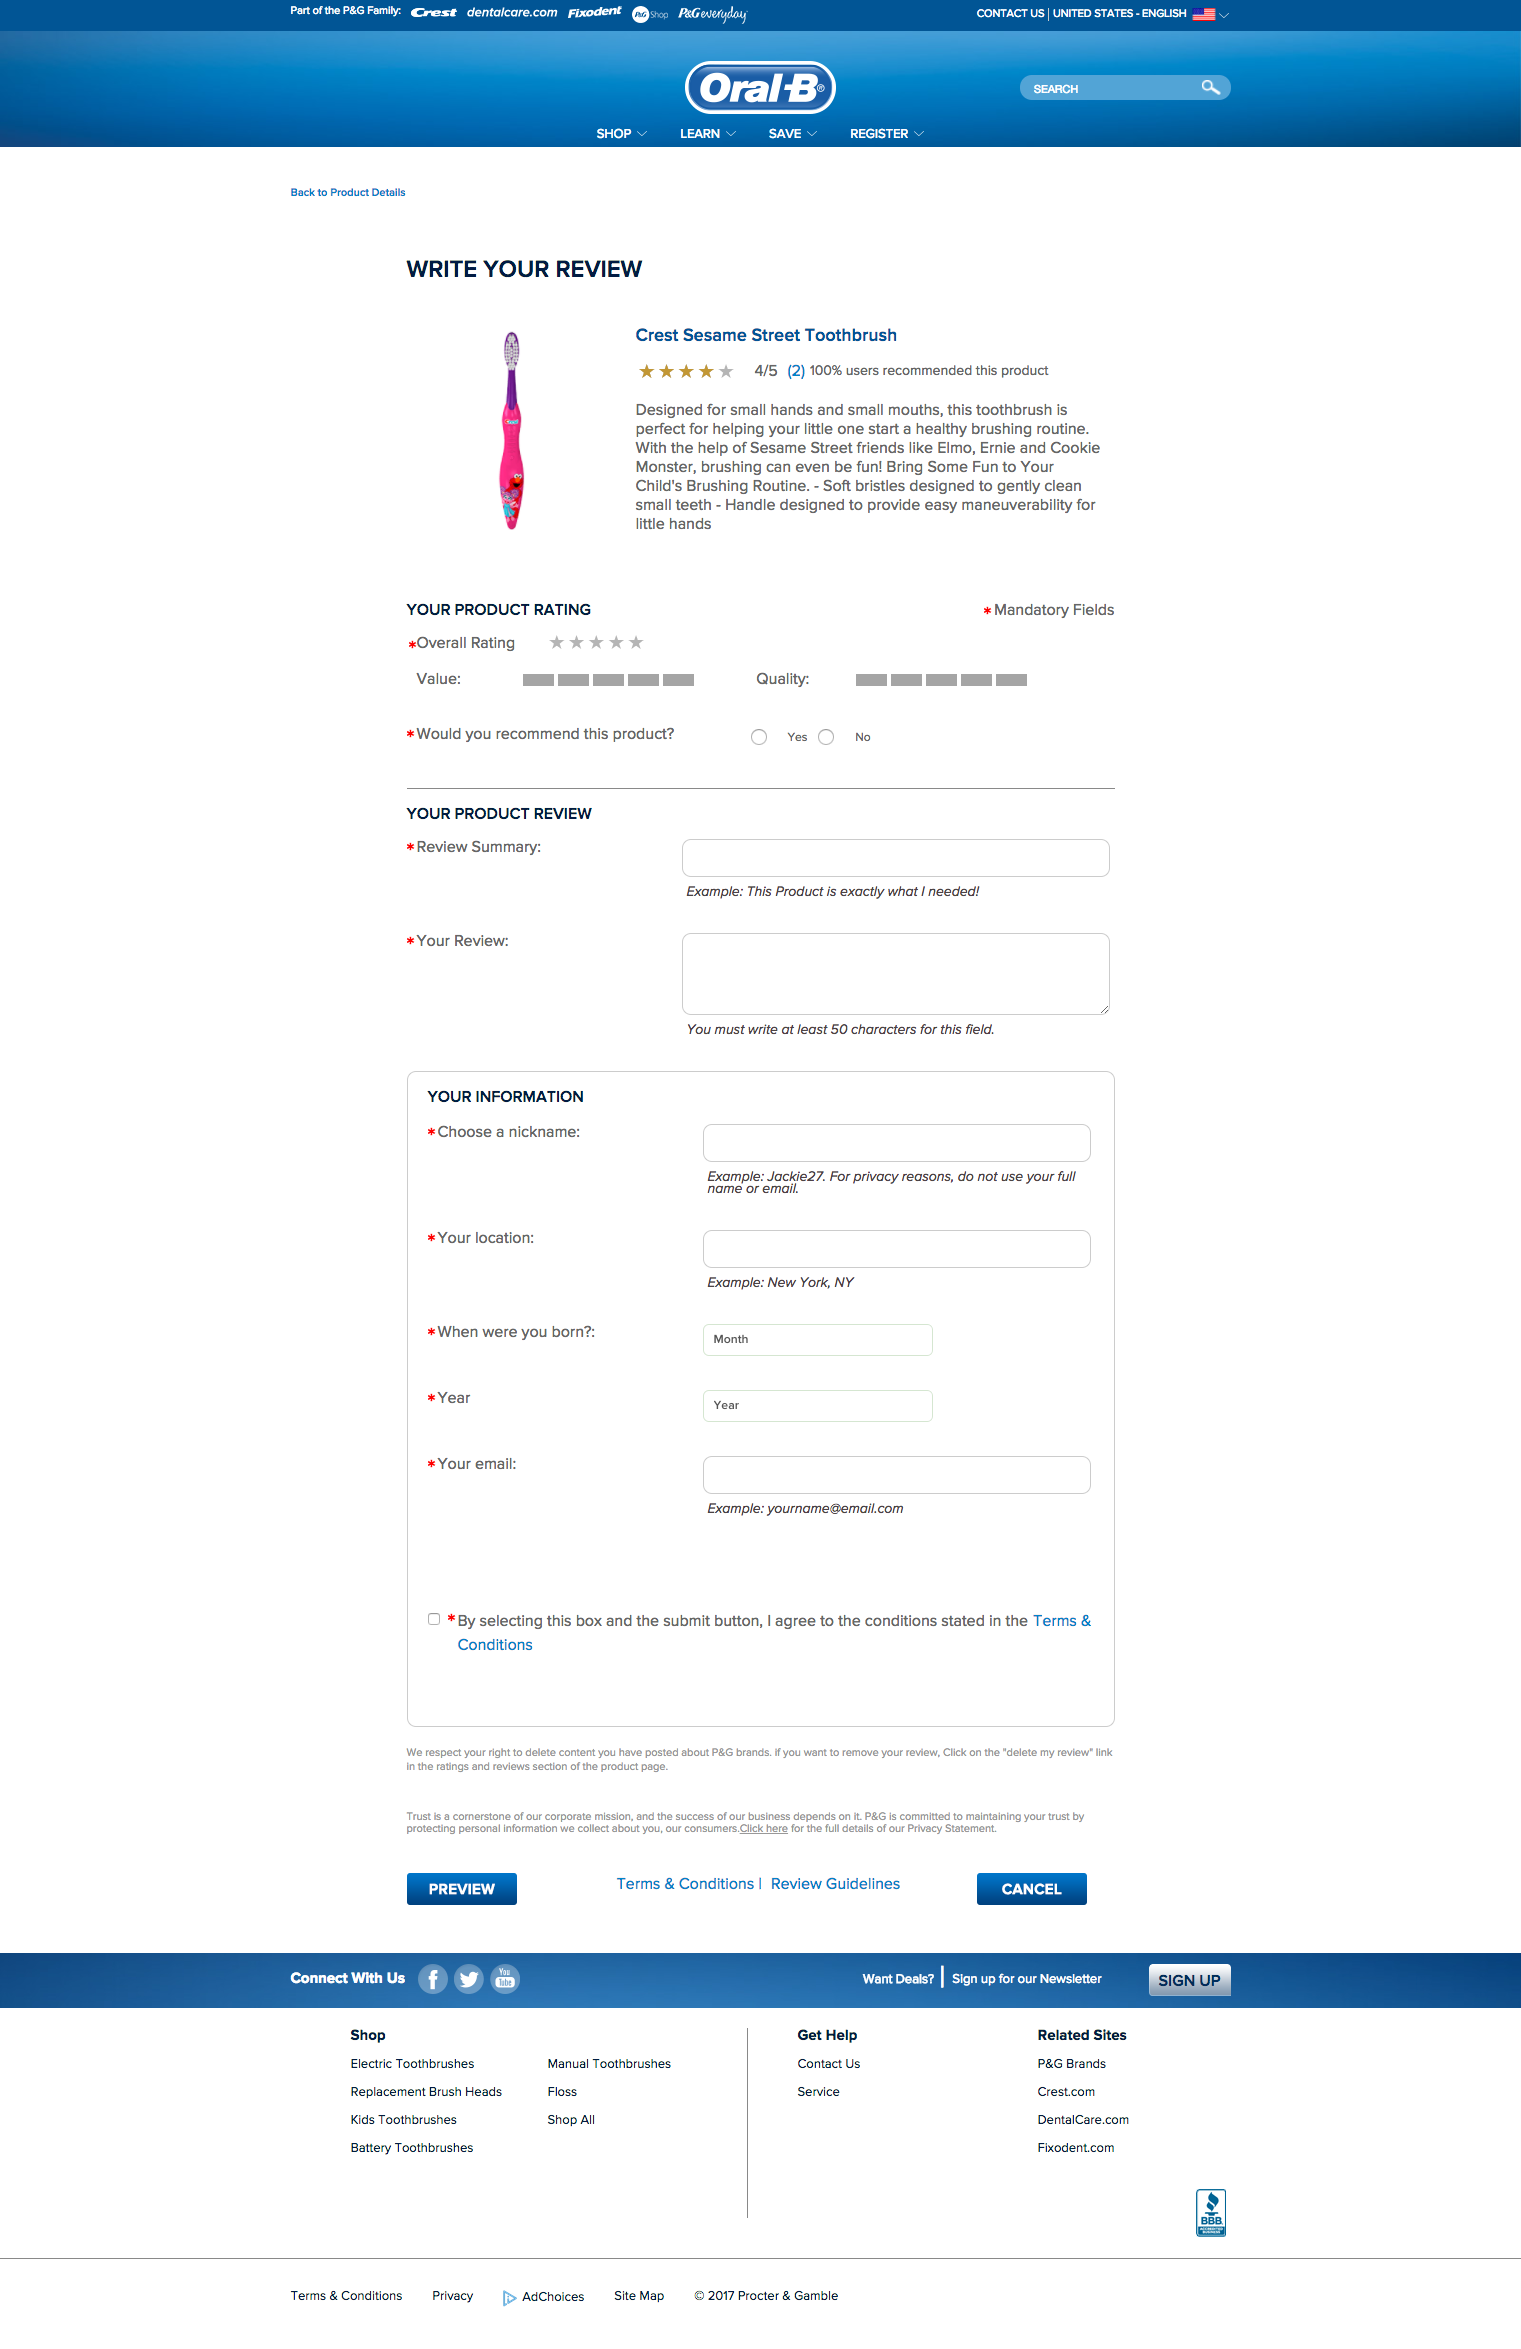 Part of the P&G Family: Crest dentalcare.com Fixodent P&G Shop P&G everyday
CONTACT US | UNITED STATES - ENGLISH
Oral-B®
SEARCH
SHOP LEARN SAVE REGISTER
Back to Product Details
WRITE YOUR REVIEW
Crest Sesame Street Toothbrush
4/5 (2) 100% users recommended this product
Designed for small hands and small mouths, this toothbrush is
perfect for helping your little one start a healthy brushing routine.
With the help of Sesame Street friends like Elmo, Ernie and Cookie
Monster, brushing can even be fun! Bring Some Fun to Your
Child's Brushing Routine. - Soft bristles designed to gently clean
small teeth - Handle designed to provide easy maneuverability for
little hands
YOUR PRODUCT RATING
* Mandatory Fields
*Overall Rating
Value:
Quality:
*Would you recommend this product?
Yes
No
YOUR PRODUCT REVIEW
*Review Summary:
Example: This Product is exactly what I needed!
*Your Review:
You must write at least 50 characters for this field.
YOUR INFORMATION
*Choose a nickname:
Example: Jackie27. For privacy reasons, do not use your full
name or email.
*Your location:
Example: New York, NY
*When were you born?:
Month
*Year
Year
*Your email:
Example: yourname@email.com
*By selecting this box and the submit button, I agree to the conditions stated in the Terms &
Conditions
We respect your right to delete content you have posted about P&G brands. if you want to remove your review, Click on the "delete my review" link
in the ratings and reviews section of the product page.
Trust is a cornerstone of our corporate mission, and the success of our business depends on it. P&G is committed to maintaining your trust by
protecting personal information we collect about you, our consumers.Click here for the full details of our Privacy Statement.
PREVIEW
Terms & Conditions | Review Guidelines
CANCEL
Connect With Us
You Tube
Want Deals? | Sign up for our Newsletter
SIGN UP
Shop
Electric Toothbrushes
Replacement Brush Heads
Kids Toothbrushes
Battery Toothbrushes
Manual Toothbrushes
Floss
Shop All
Get Help
Contact Us
Service
Related Sites
P&G Brands
Crest.com
DentalCare.com
Fixodent.com
BBB
ACCREDITED
BUSINESS
Terms & Conditions Privacy AdChoices Site Map © 2017 Procter & Gamble